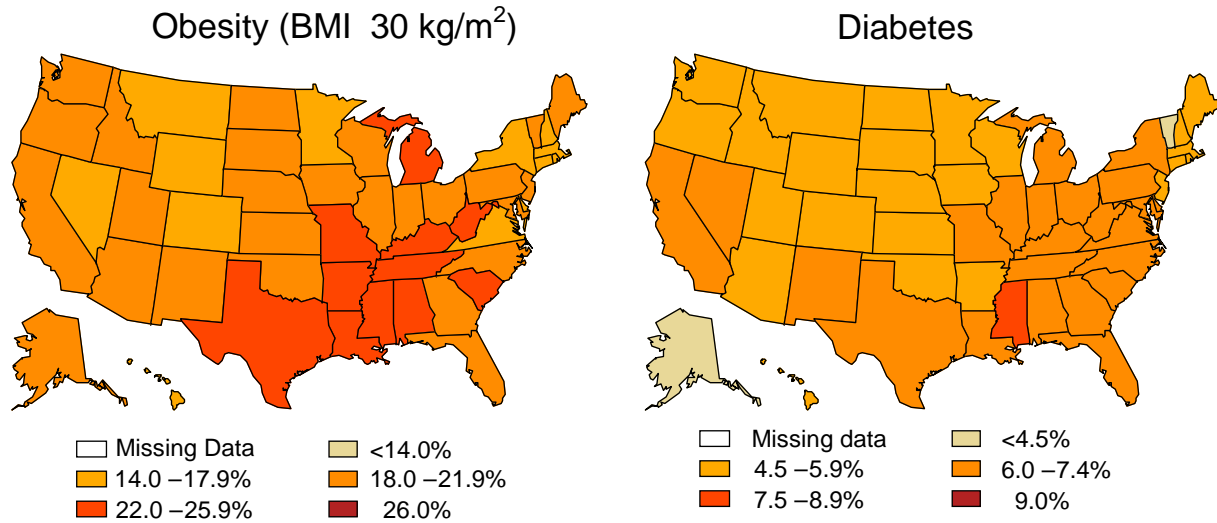 Obesity (BMI  30 kg/m²)
Diabetes
Missing Data
<14.0%
14.0 –17.9%
18.0 –21.9%
22.0 –25.9%
26.0%
Missing data
<4.5%
4.5 –5.9%
6.0 –7.4%
7.5 –8.9%
9.0%